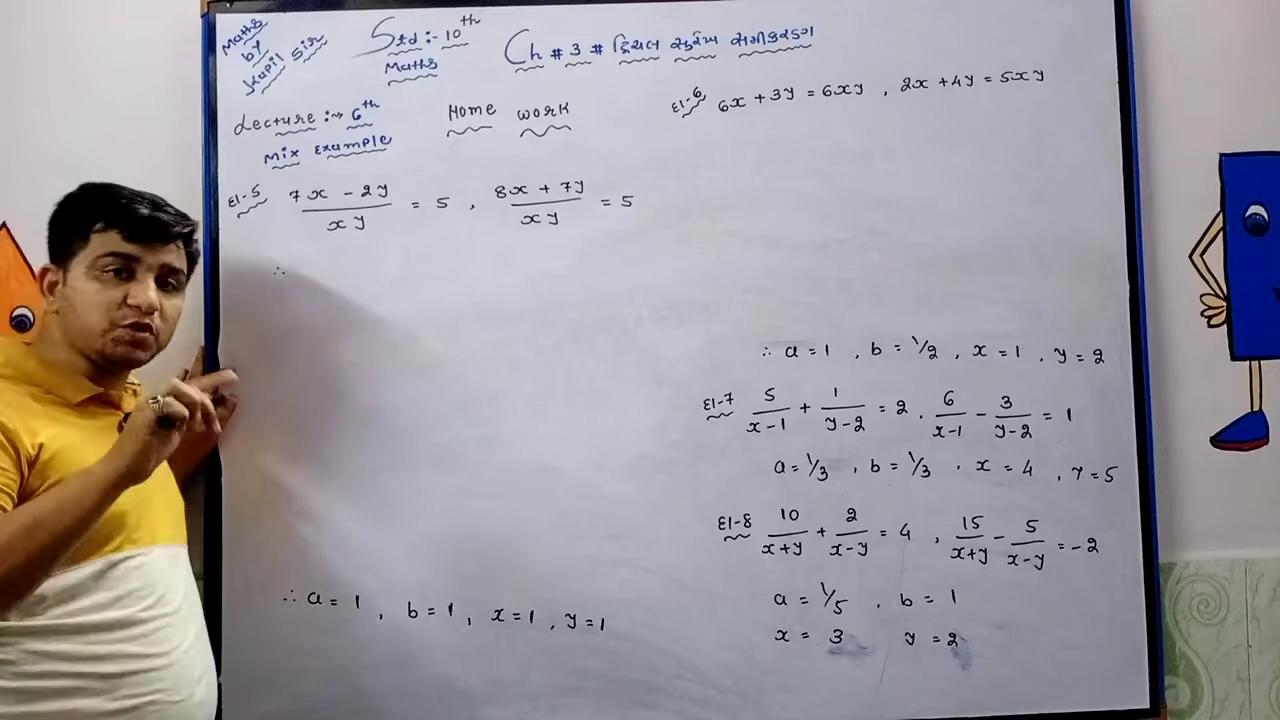 Maths
by
Kapil Sir
Std :- 10th
Maths
Ch # 3 # દ્વિચલ સુરેખ સમીકરણ
Lecture :→ 6th
Mix Example
Home work
દા-5 (7x - 2y)/(xy) = 5 , (8x + 7y)/(xy) = 5
∴
∴ a = 1 , b = 1 , x = 1 , y = 1
દા-6 6x + 3y = 6xy , 2x + 4y = 5xy
∴ a = 1 , b = 1/2 , x = 1 , y = 2
દા-7 5/(x-1) + 1/(y-2) = 2 , 6/(x-1) - 3/(y-2) = 1
a = 1/3 , b = 1/3 , x = 4 , y = 5
દા-8 10/(x+y) + 2/(x-y) = 4 , 15/(x+y) - 5/(x-y) = -2
a = 1/5 , b = 1
x = 3 y = 2